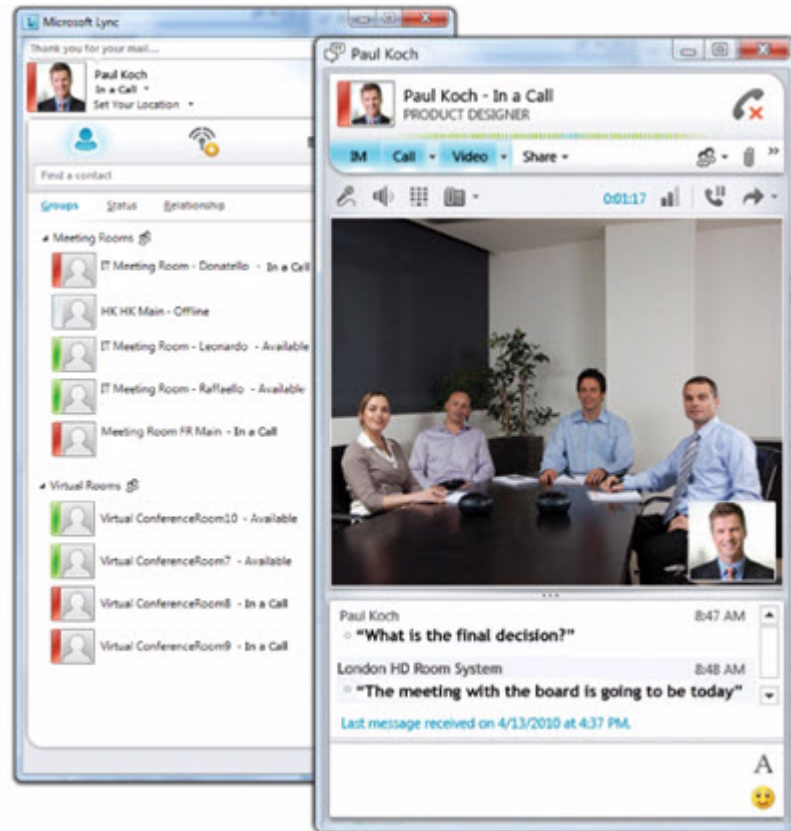 Microsoft Lync
Thank you for your mail....
Paul Koch
In a Call
Set Your Location
Find a contact
Groups Status Relationship
Meeting Rooms
IT Meeting Room - Donatello - In a Call
HK HK Main - Offline
IT Meeting Room - Leonardo - Available
IT Meeting Room - Raffaello - Available
Meeting Room FR Main - In a Call
Virtual Rooms
Virtual ConferenceRoom10 - Available
Virtual ConferenceRoom7 - Available
Virtual ConferenceRoom8 - In a Call
Virtual ConferenceRoom9 - In a Call
Paul Koch
Paul Koch - In a Call
PRODUCT DESIGNER
IM Call Video Share »
0:01:17
Paul Koch 8:47 AM
"What is the final decision?"
London HD Room System 8:48 AM
"The meeting with the board is going to be today"
Last message received on 4/13/2010 at 4:37 PM.
A